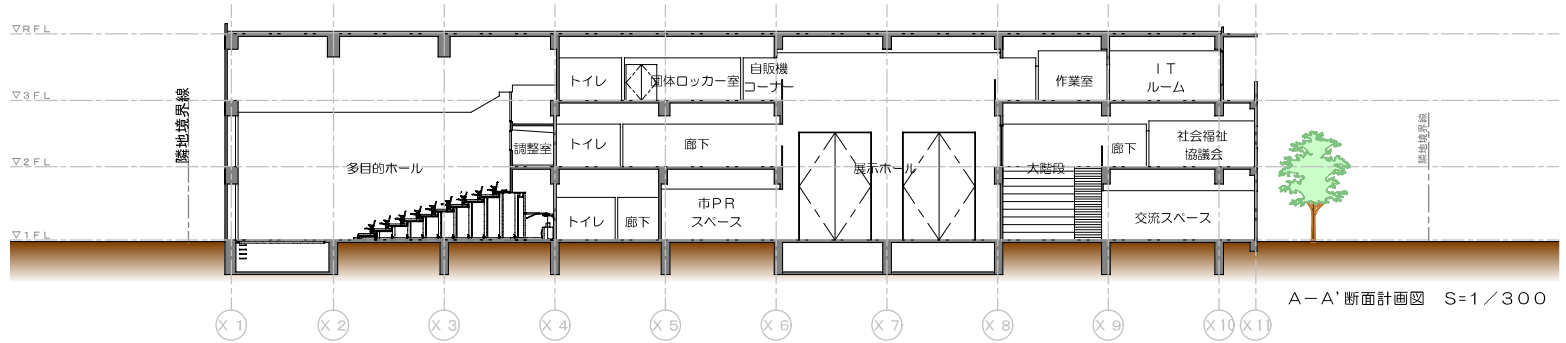 ▽RFL
▽3FL
▽2FL
▽1FL
隣地境界線
多目的ホール
調整室
トイレ
団体ロッカー室
自販機
コーナー
トイレ
廊下
トイレ
廊下
市PR
スペース
展示ホール
大階段
作業室
IT
ルーム
廊下
社会福祉
協議会
交流スペース
隣地境界線
A-A'断面計画図 S=1/300
X1
X2
X3
X4
X5
X6
X7
X8
X9
X10
X11